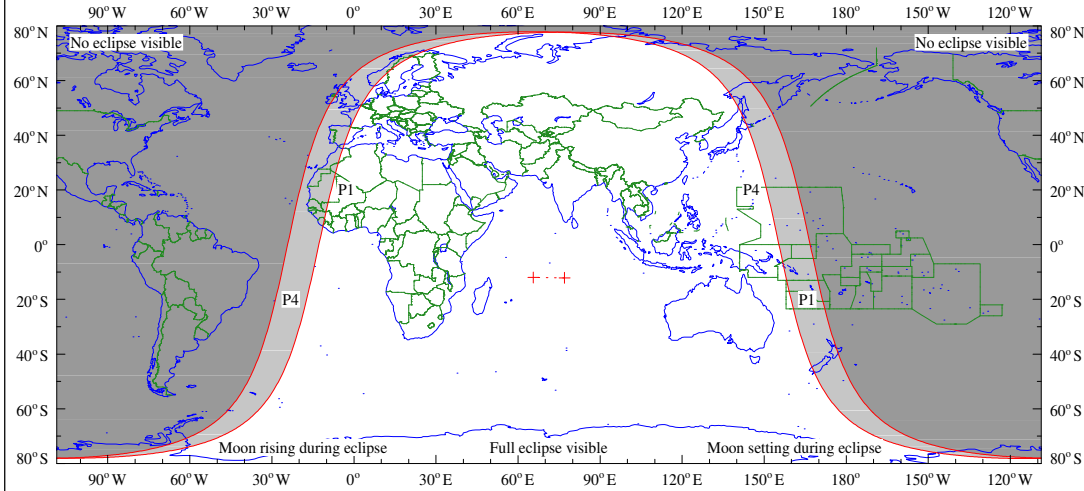 80° N
60° N
40° N
20° N
0°
20° S
40° S
60° S
80° S
90° W
60° W
30° W
0°
30° E
60° E
90° E
120° E
150° E
180° E
150° W
120° W
80° N
60° N
40° N
20° N
0°
20° S
40° S
60° S
80° S
No eclipse visible
No eclipse visible
P1
P4
P4
P1
Moon rising during eclipse
Full eclipse visible
Moon setting during eclipse
90° W
60° W
30° W
0°
30° E
60° E
90° E
120° E
150° E
180° E
150° W
120° W